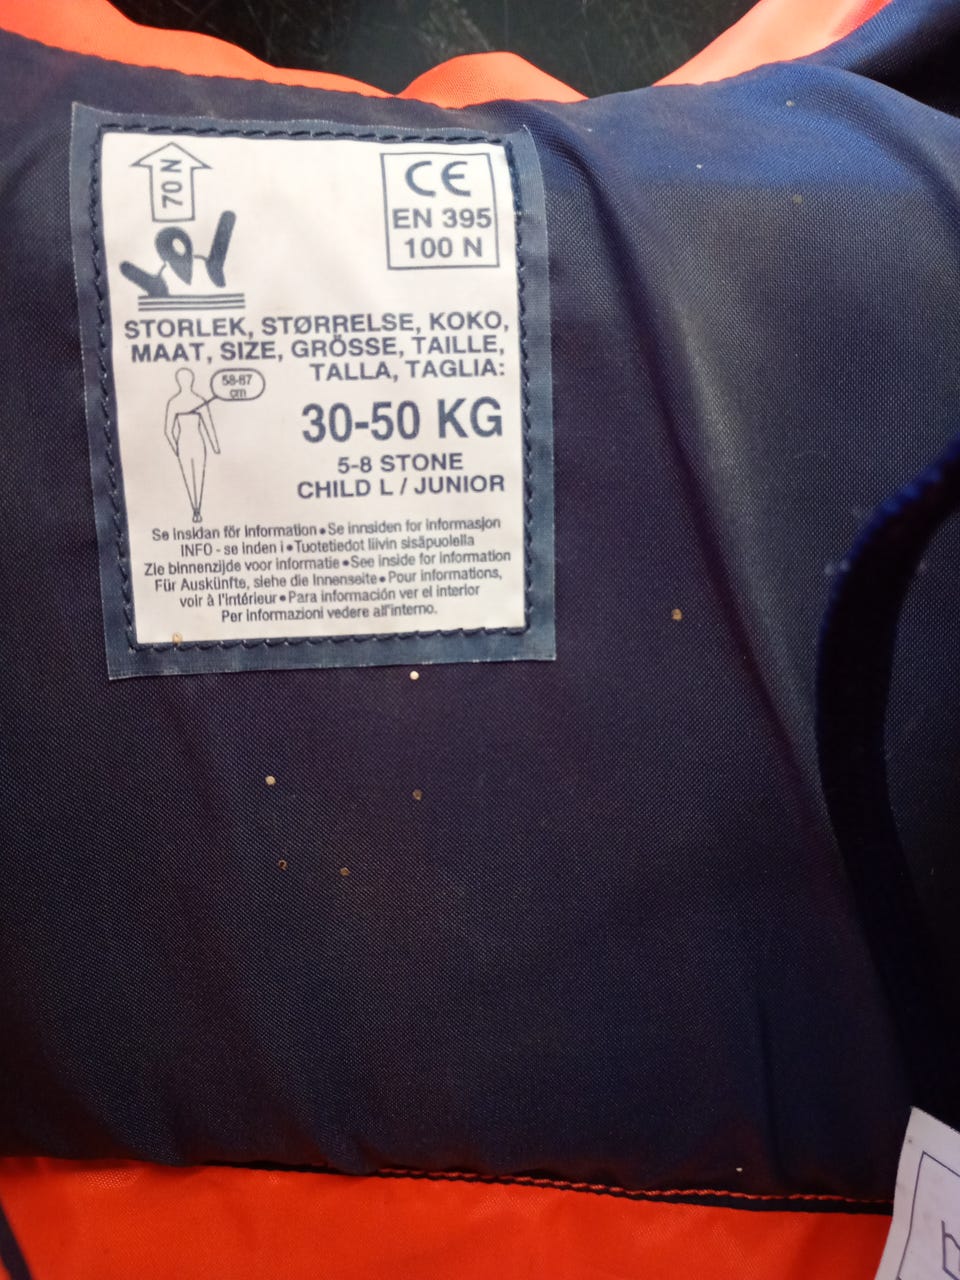 70 N
CE
EN 395
100 N
STORLEK, STØRRELSE, KOKO,
MAAT, SIZE, GRÖSSE, TAILLE,
TALLA, TAGLIA:
58-67
cm
30-50 KG
5-8 STONE
CHILD L / JUNIOR
Se insidan för information • Se innsiden for informasjon
INFO - se inden i • Tuotetiedot liivin sisäpuolella
Zie binnenzijde voor informatie • See inside for information
Für Auskünfte, siehe die Innenseite • Pour informations,
voir à l'intérieur • Para información ver el interior
Per informazioni vedere all'interno.